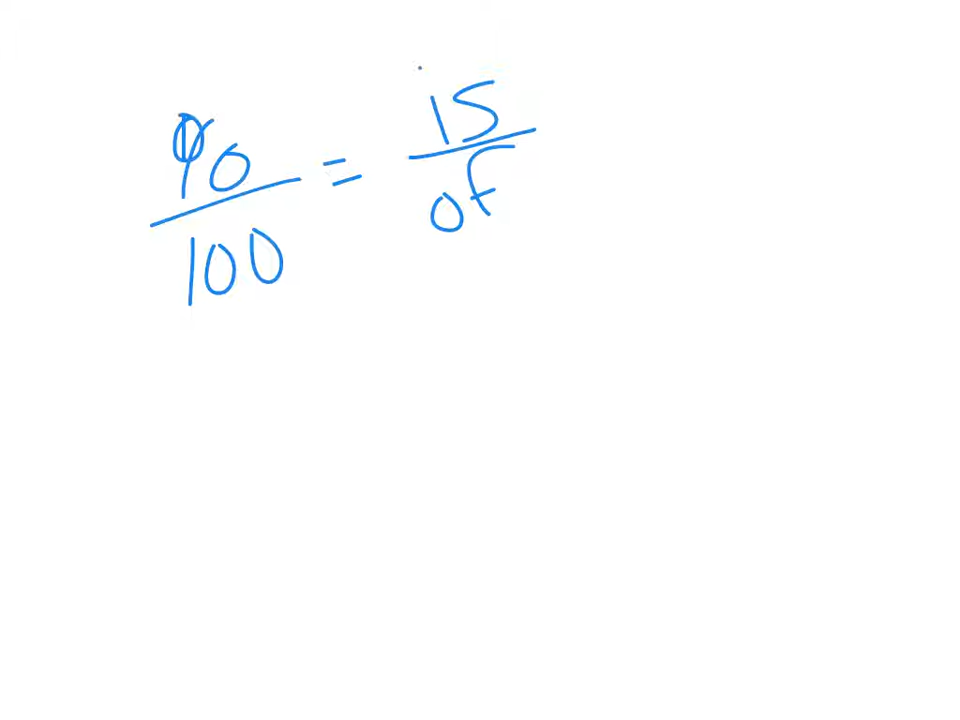 %/100 = is/of